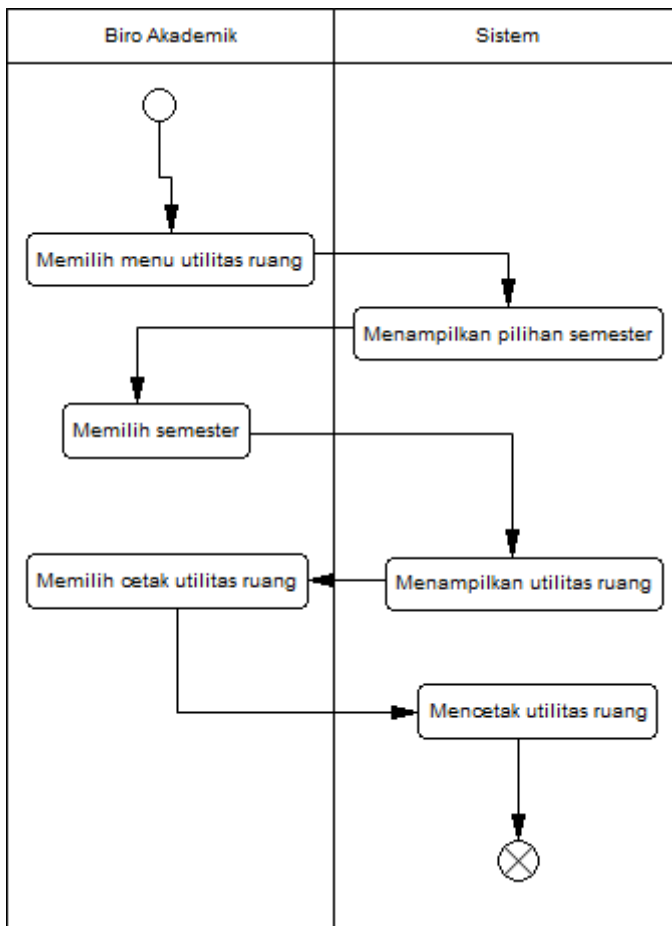 Biro Akademik
Sistem
Memilih menu utilitas ruang
Menampilkan pilihan semester
Memilih semester
Menampilkan utilitas ruang
Memilih cetak utilitas ruang
Mencetak utilitas ruang